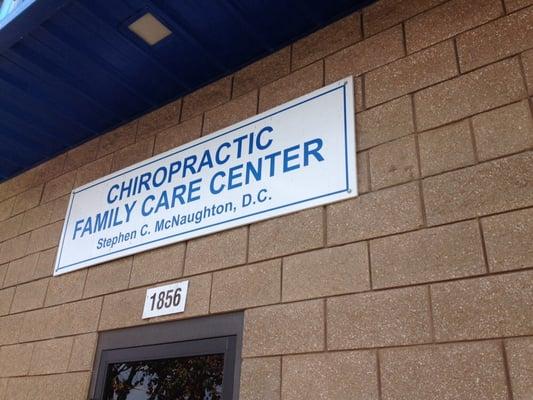 CHIROPRACTIC
FAMILY CARE CENTER
Stephen C. McNaughton, D.C.
1856